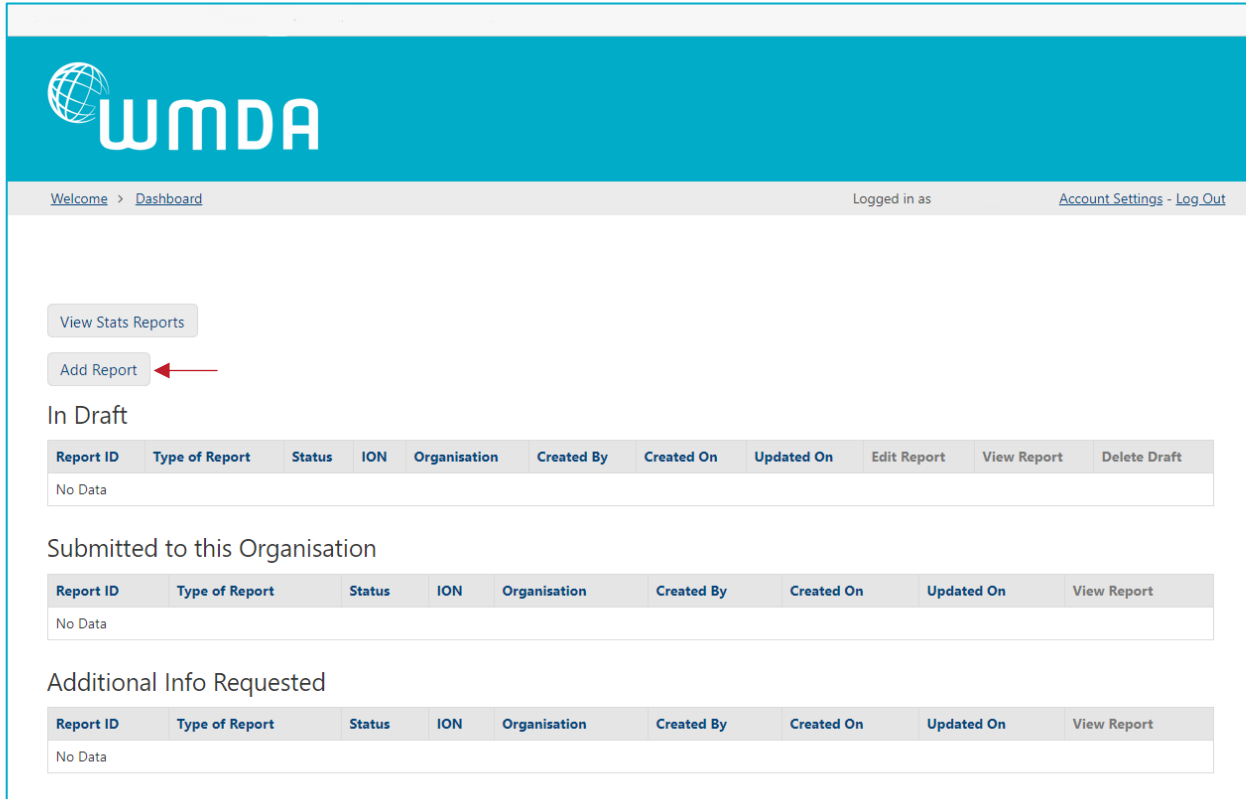 WMDA
Welcome > Dashboard Logged in as Account Settings - Log Out
View Stats Reports
Add Report
In Draft
Report ID Type of Report Status ION Organisation Created By Created On Updated On Edit Report View Report Delete Draft
No Data
Submitted to this Organisation
Report ID Type of Report Status ION Organisation Created By Created On Updated On View Report
No Data
Additional Info Requested
Report ID Type of Report Status ION Organisation Created By Created On Updated On View Report
No Data